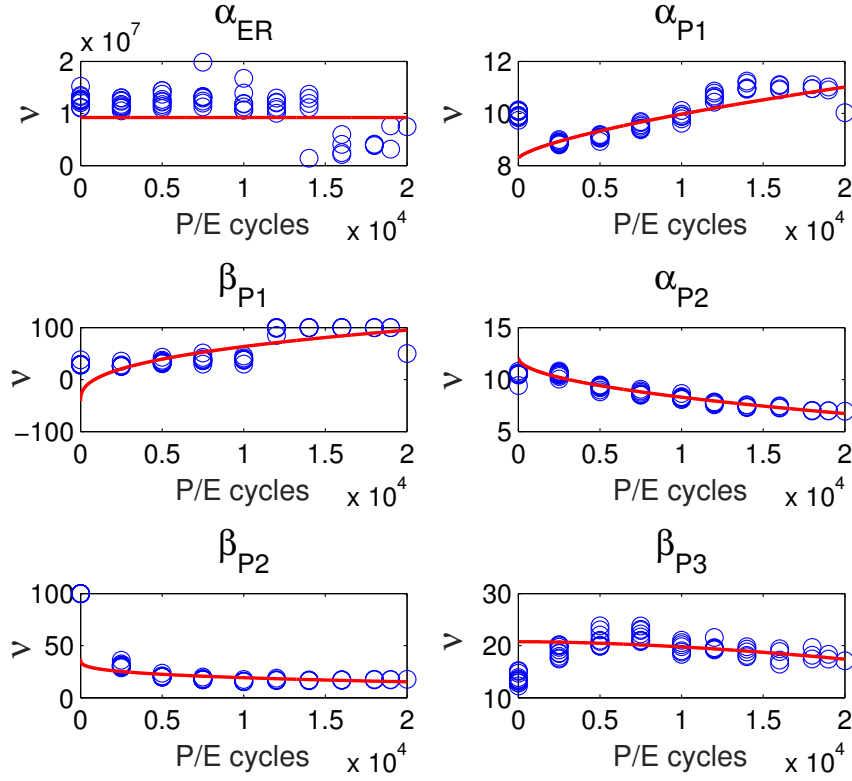 α_ER
x 10^7
2
1
0
ν
0 0.5 1 1.5 2
P/E cycles
x 10^4
α_P1
12
10
8
ν
0 0.5 1 1.5 2
P/E cycles
x 10^4
β_P1
100
0
−100
ν
0 0.5 1 1.5 2
P/E cycles
x 10^4
α_P2
15
10
5
ν
0 0.5 1 1.5 2
P/E cycles
x 10^4
β_P2
100
50
0
ν
0 0.5 1 1.5 2
P/E cycles
x 10^4
β_P3
30
20
10
ν
0 0.5 1 1.5 2
P/E cycles
x 10^4